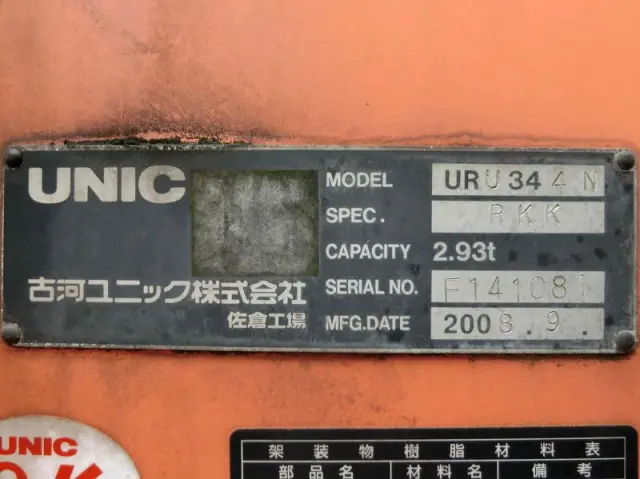 UNIC
MODEL URU344N
SPEC. RKK
CAPACITY 2.93t
SERIAL NO. F141081
MFG.DATE 2008.9.
古河ユニック株式会社
佐倉工場
UNIC
架装物樹脂材料表
部品名 材料名 備考